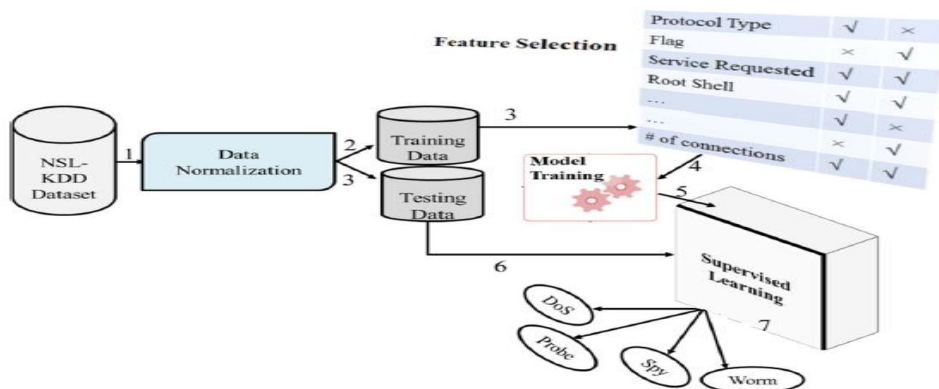 Feature Selection
Protocol Type √ ×
Flag × √
Service Requested √ √
Root Shell √ √
... √ ×
... × √
# of connections √ √
NSL-
KDD
Dataset
1
Data
Normalization
2
3
Training
Data
3
Testing
Data
Model
Training
4
5
6
Supervised
Learning
7
DoS
Probe
Spy
Worm